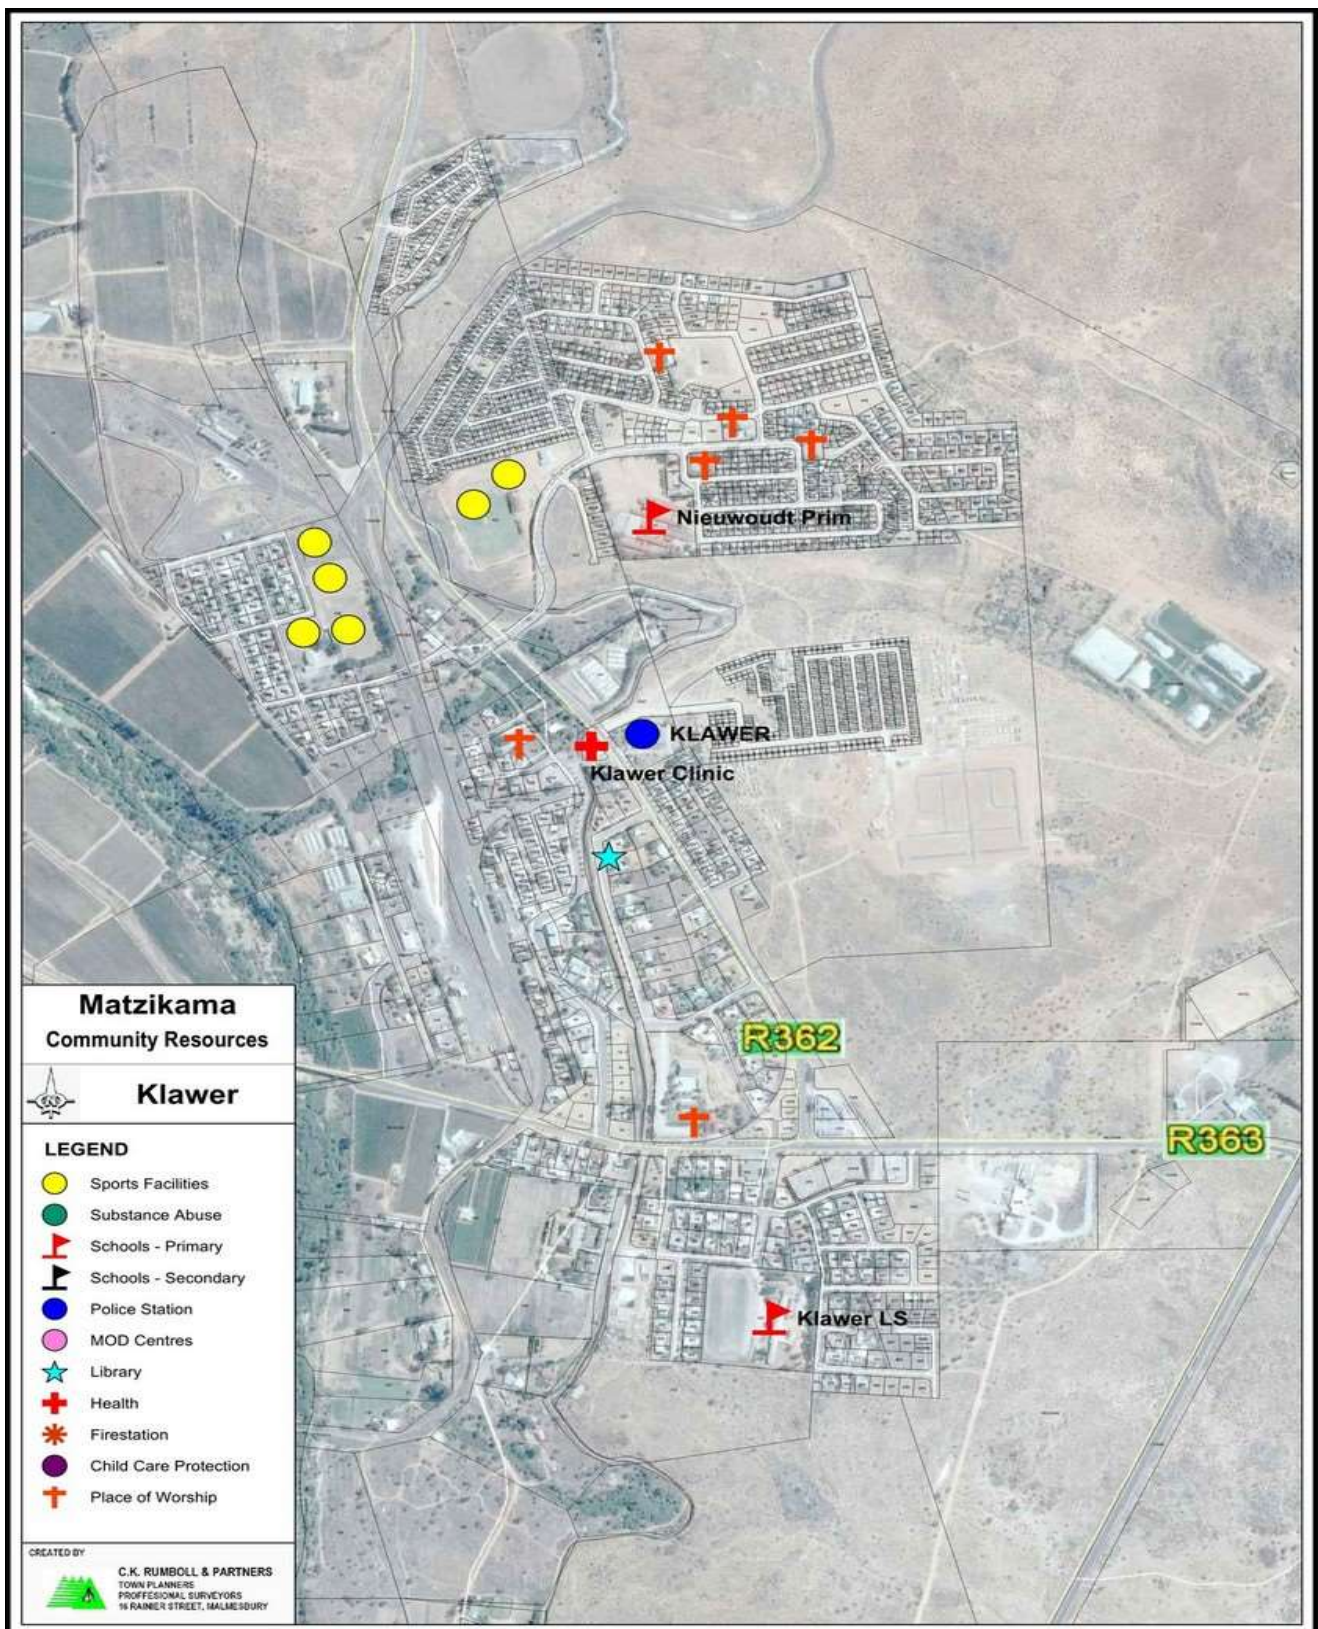 Nieuwoudt Prim
KLAWER
Klawer Clinic
R362
R363
Klawer LS
Matzikama
Community Resources
Klawer
LEGEND
Sports Facilities
Substance Abuse
Schools - Primary
Schools - Secondary
Police Station
MOD Centres
Library
Health
Firestation
Child Care Protection
Place of Worship
CREATED BY
C.K. RUMBOLL & PARTNERS
TOWN PLANNERS
PROFFESIONAL SURVEYORS
16 RAINIER STREET, MALMESBURY